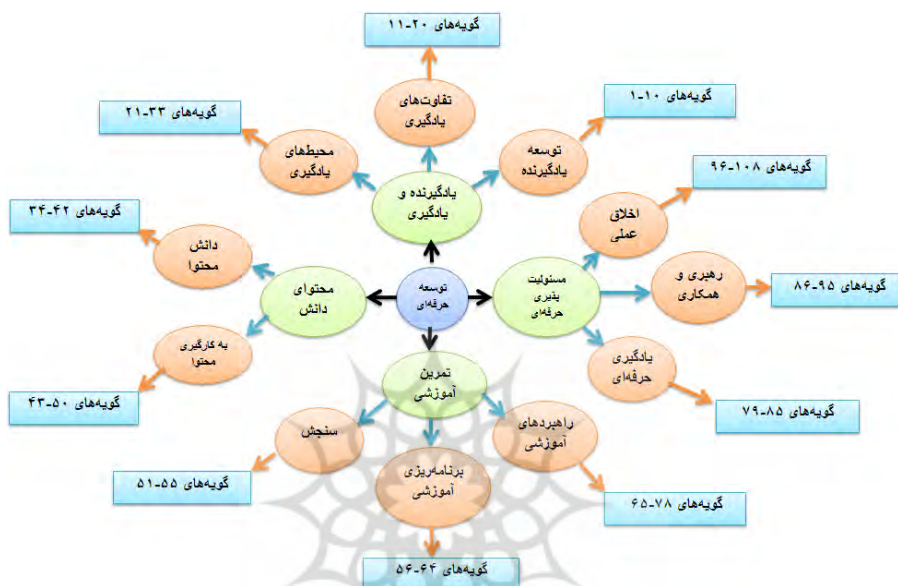 گویه‌های ۲۰-۱۱
تفاوت‌های
یادگیری
گویه‌های ۱۰-۱
توسعه
یادگیرنده
گویه‌های ۳۳-۲۱
محیط‌های
یادگیری
یادگیرنده و
یادگیری
گویه‌های ۱۰۸-۹۶
اخلاق
عملی
گویه‌های ۴۲-۳۴
دانش
محتوا
رهبری و
همکاری
گویه‌های ۹۵-۸۶
مسئولیت
پذیری
حرفه‌ای
توسعه
حرفه‌ای
محتوای
دانش
به کارگیری
محتوا
گویه‌های ۵۰-۴۳
یادگیری
حرفه‌ای
گویه‌های ۸۵-۷۹
تمرین
آموزشی
راهبردهای
آموزشی
سنجش
برنامه‌ریزی
آموزشی
گویه‌های ۵۵-۵۱
گویه‌های ۷۸-۶۵
گویه‌های ۶۴-۵۶